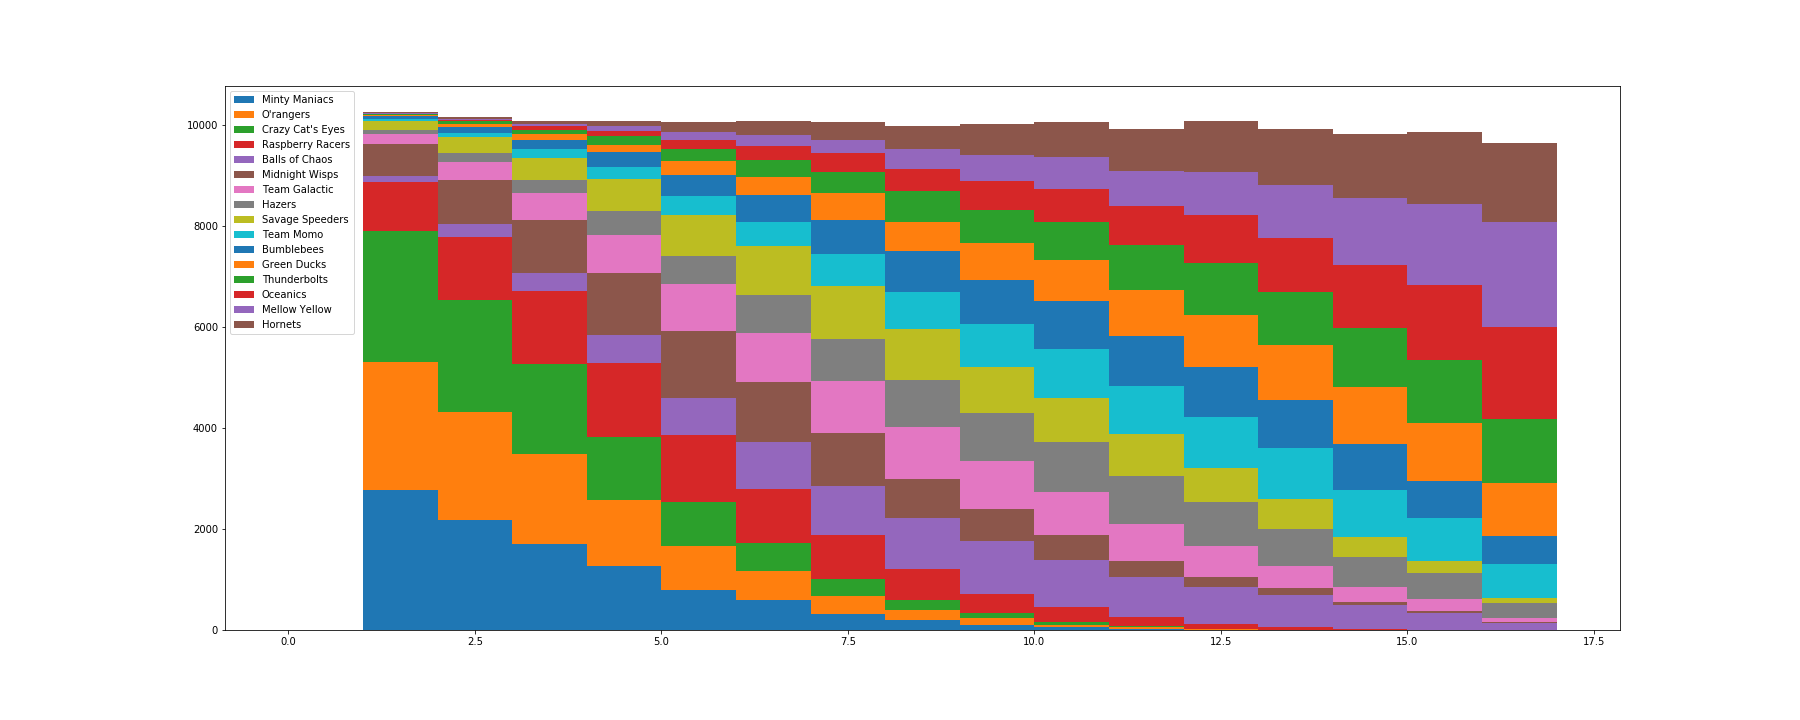 Minty Maniacs
O'rangers
Crazy Cat's Eyes
Raspberry Racers
Balls of Chaos
Midnight Wisps
Team Galactic
Hazers
Savage Speeders
Team Momo
Bumblebees
Green Ducks
Thunderbolts
Oceanics
Mellow Yellow
Hornets
10000
8000
6000
4000
2000
0
0.0 2.5 5.0 7.5 10.0 12.5 15.0 17.5